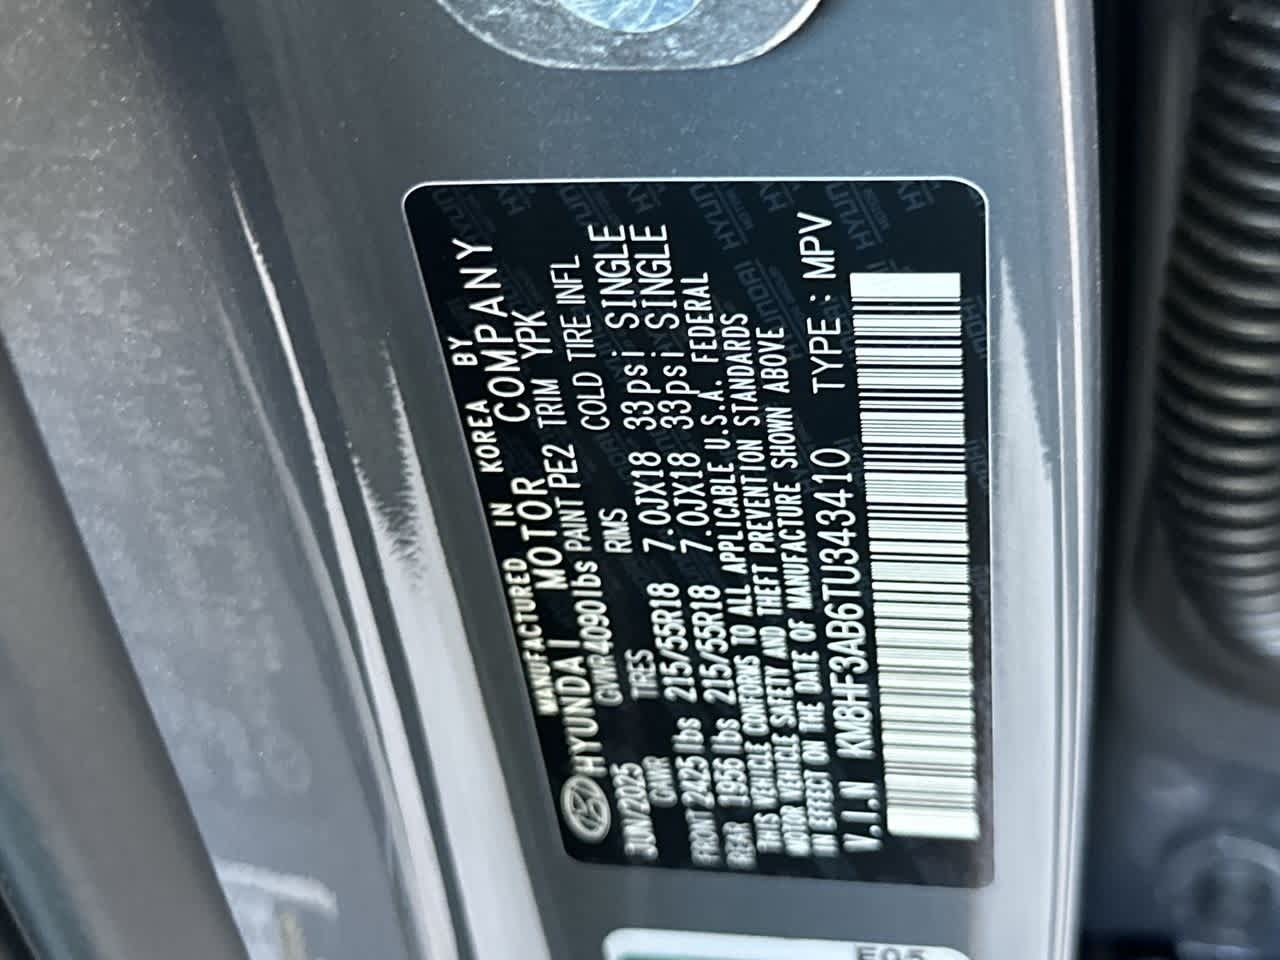 MANUFACTURED IN KOREA BY
HYUNDAI MOTOR COMPANY
JUN/2025 GVWR 4090 lbs PAINT PE2 TRIM YPK
GAWR TIRES RIMS COLD TIRE INFL
FRONT 2425 lbs 215/55R18 7.0JX18 33psi SINGLE
REAR 1956 lbs 215/55R18 7.0JX18 33psi SINGLE
THIS VEHICLE CONFORMS TO ALL APPLICABLE U.S.A. FEDERAL
MOTOR VEHICLE SAFETY AND THEFT PREVENTION STANDARDS
IN EFFECT ON THE DATE OF MANUFACTURE SHOWN ABOVE
V.I.N KM8HF3AB6TU343410 TYPE : MPV
E05